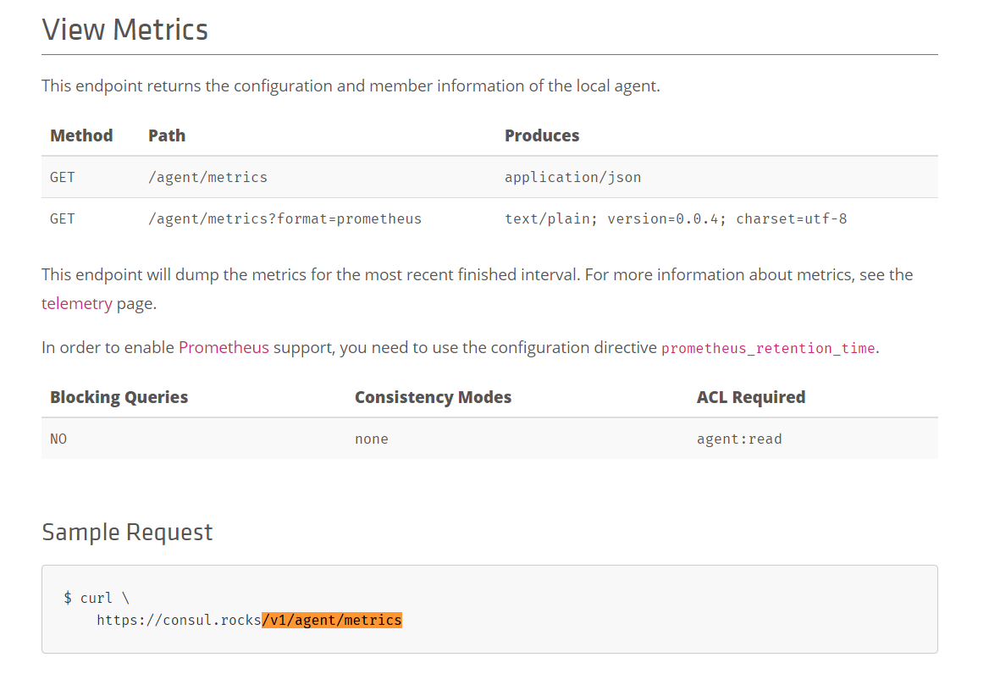 View Metrics
This endpoint returns the configuration and member information of the local agent.
Method Path Produces
GET /agent/metrics application/json
GET /agent/metrics?format=prometheus text/plain; version=0.0.4; charset=utf-8
This endpoint will dump the metrics for the most recent finished interval. For more information about metrics, see the
telemetry page.
In order to enable Prometheus support, you need to use the configuration directive prometheus_retention_time.
Blocking Queries Consistency Modes ACL Required
NO none agent:read
Sample Request
$ curl \
https://consul.rocks/v1/agent/metrics